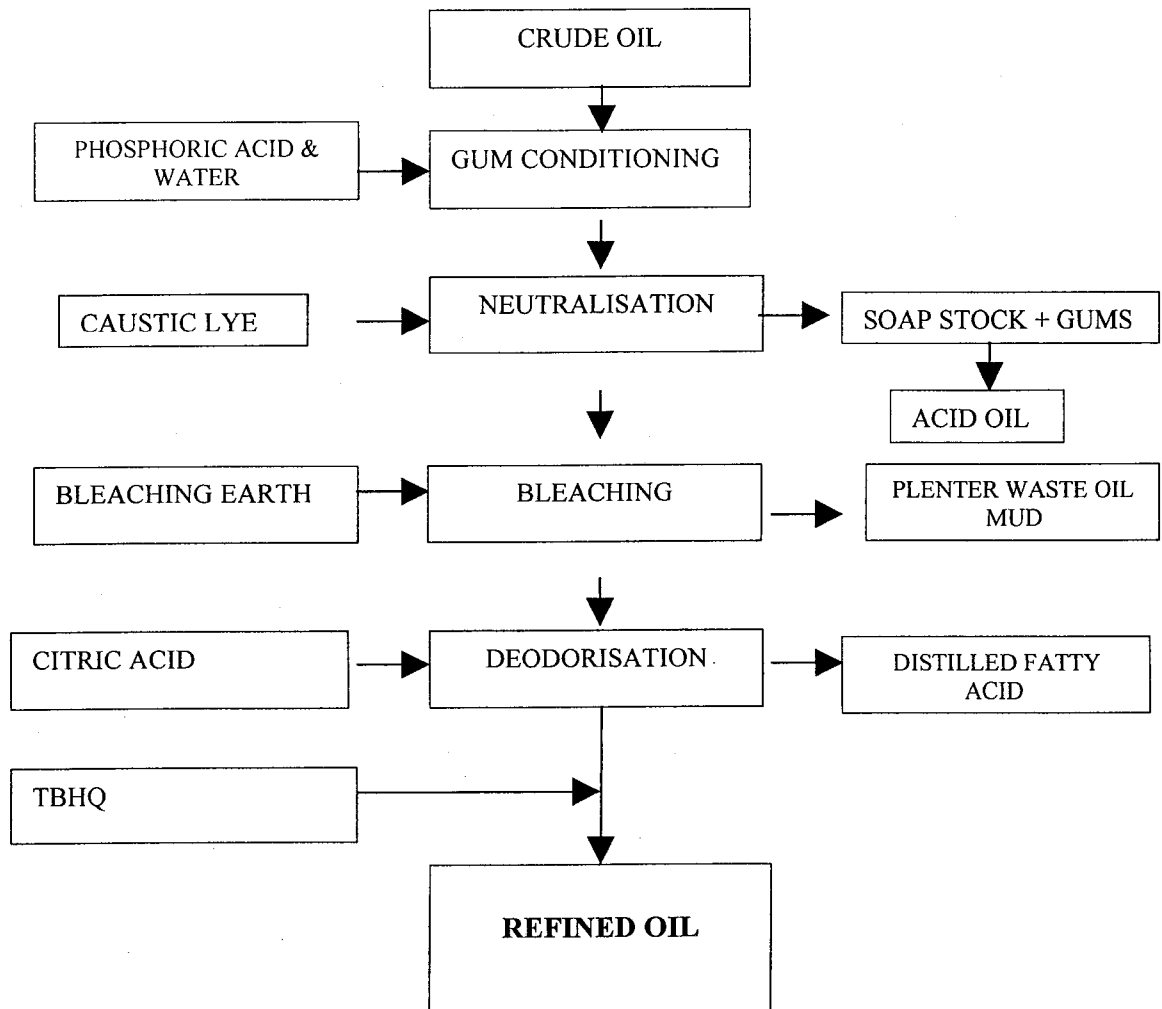 CRUDE OIL
PHOSPHORIC ACID &
WATER
GUM CONDITIONING
CAUSTIC LYE
NEUTRALISATION
SOAP STOCK + GUMS
ACID OIL
BLEACHING EARTH
BLEACHING
PLENTER WASTE OIL
MUD
CITRIC ACID
DEODORISATION
DISTILLED FATTY
ACID
TBHQ
REFINED OIL